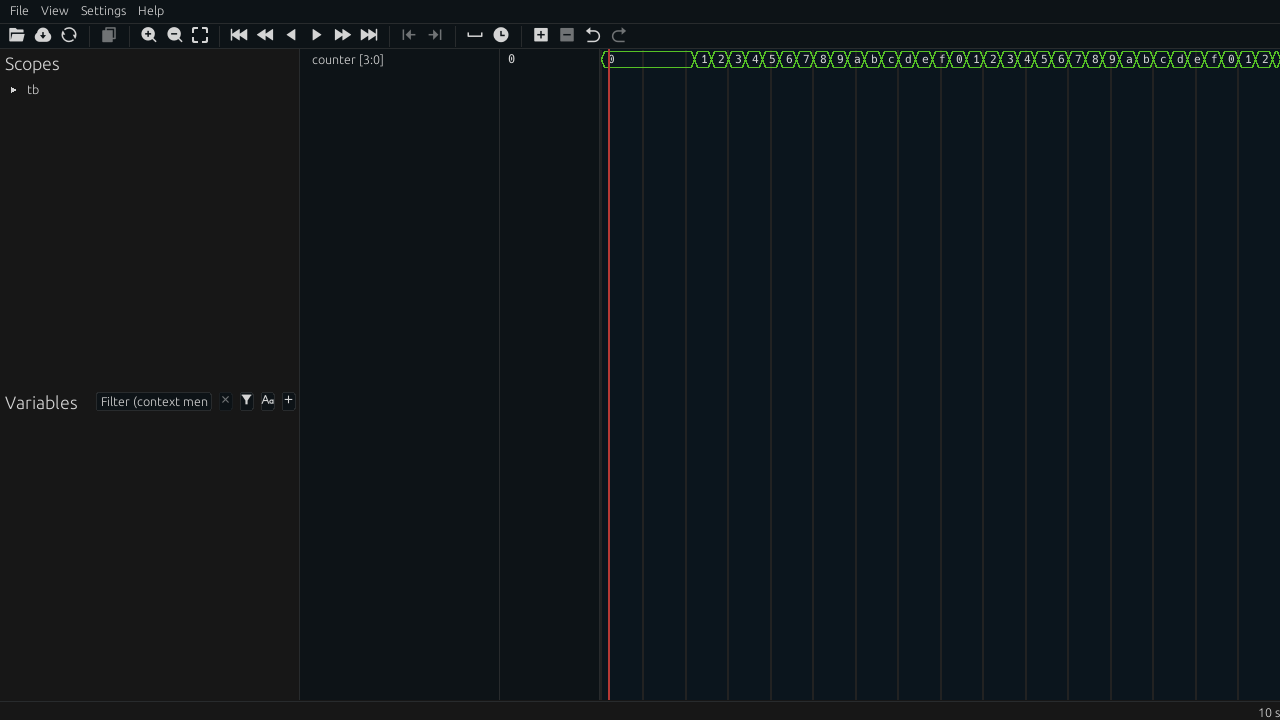 File View Settings Help
Scopes
counter [3:0]
0
0 1 2 3 4 5 6 7 8 9 a b c d e f 0 1 2 3 4 5 6 7 8 9 a b c d e f 0 1 2
tb
Variables
Filter (context men
Aa
10 s